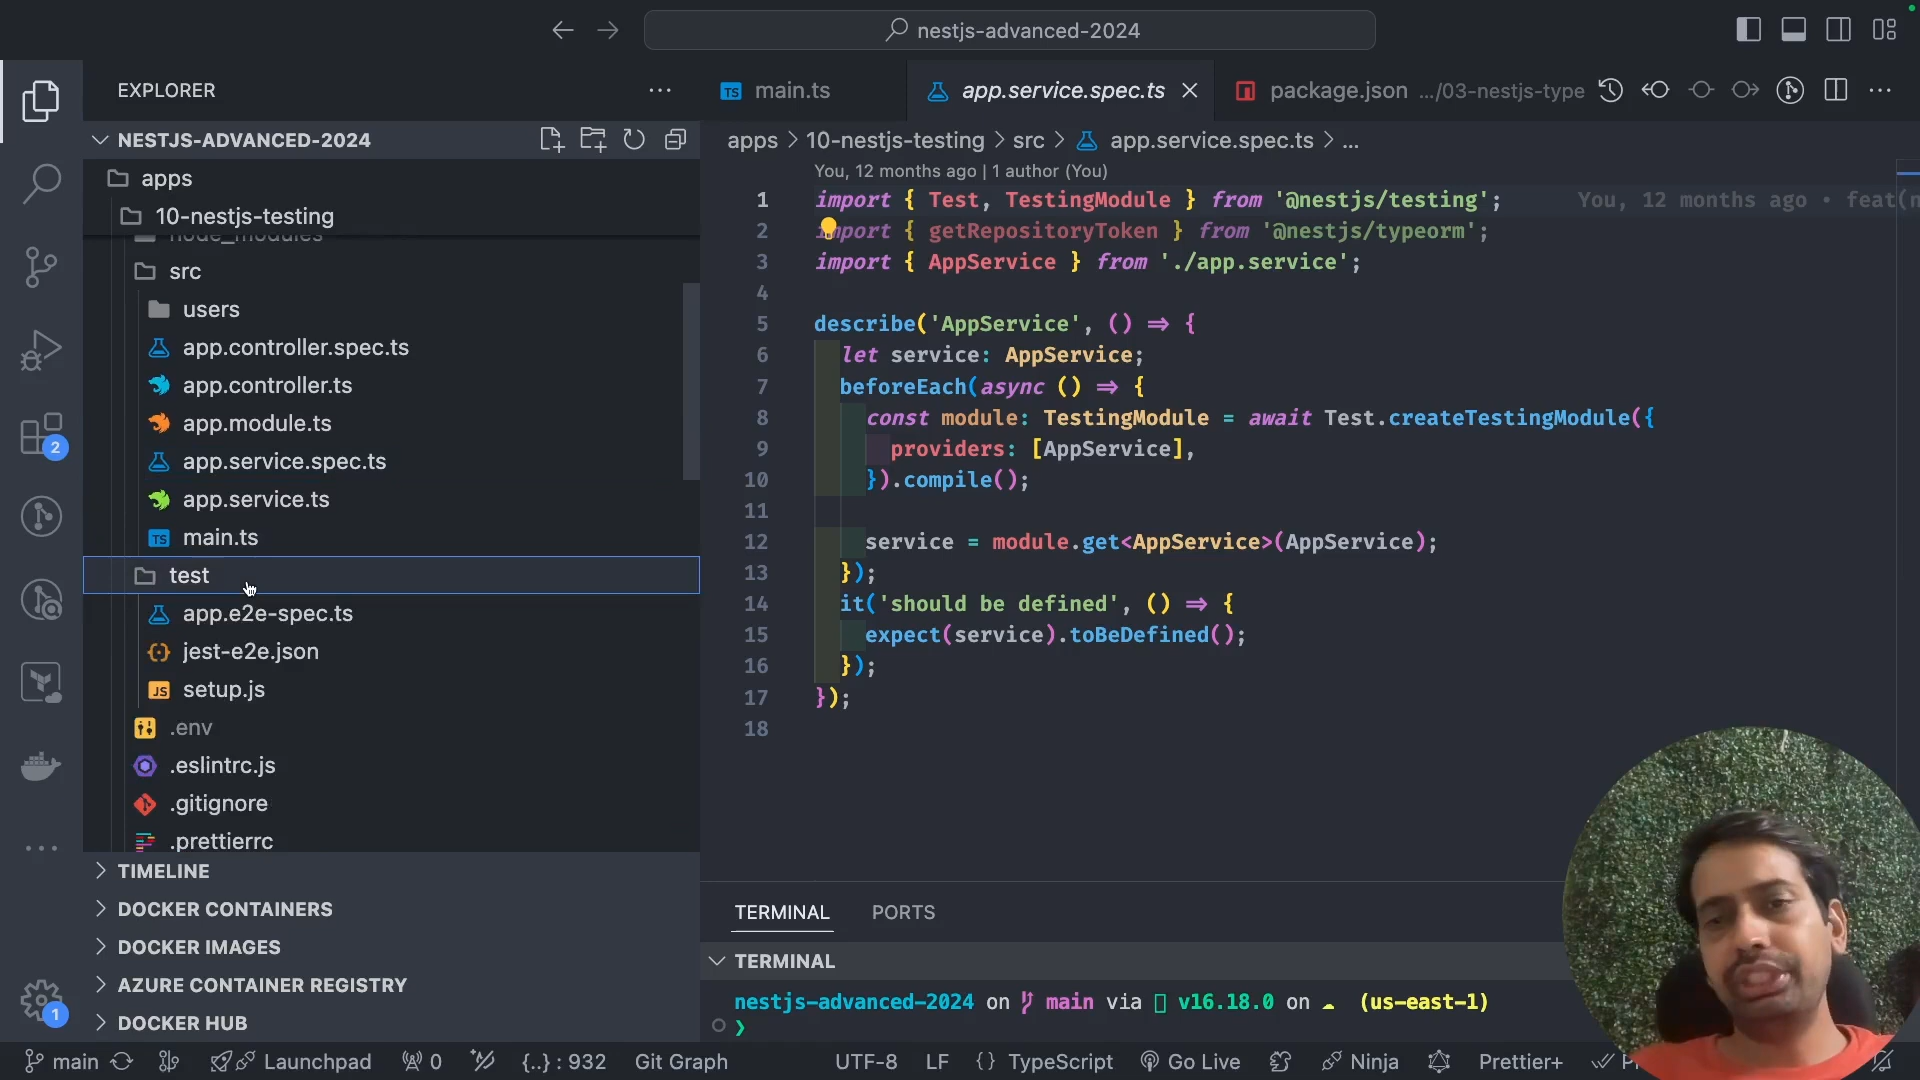 nestjs-advanced-2024
EXPLORER
main.ts
app.service.spec.ts
package.json .../03-nestjs-type
NESTJS-ADVANCED-2024
apps > 10-nestjs-testing > src > app.service.spec.ts > ...
You, 12 months ago | 1 author (You)
apps
10-nestjs-testing
node_modules
src
users
app.controller.spec.ts
app.controller.ts
app.module.ts
app.service.spec.ts
app.service.ts
TS main.ts
test
app.e2e-spec.ts
jest-e2e.json
JS setup.js
.env
.eslintrc.js
.gitignore
.prettierrc
TIMELINE
DOCKER CONTAINERS
DOCKER IMAGES
AZURE CONTAINER REGISTRY
DOCKER HUB
2
1
1 import { Test, TestingModule } from '@nestjs/testing'; You, 12 months ago • feat(n
2 import { getRepositoryToken } from '@nestjs/typeorm';
3 import { AppService } from './app.service';
4
5 describe('AppService', () => {
6 let service: AppService;
7 beforeEach(async () => {
8 const module: TestingModule = await Test.createTestingModule({
9 providers: [AppService],
10 }).compile();
11
12 service = module.get<AppService>(AppService);
13 });
14 it('should be defined', () => {
15 expect(service).toBeDefined();
16 });
17 });
18
TERMINAL PORTS
TERMINAL
nestjs-advanced-2024 on main via v16.18.0 on (us-east-1)
❯
main Launchpad 0 {..} : 932 Git Graph UTF-8 LF {} TypeScript Go Live Ninja Prettier+